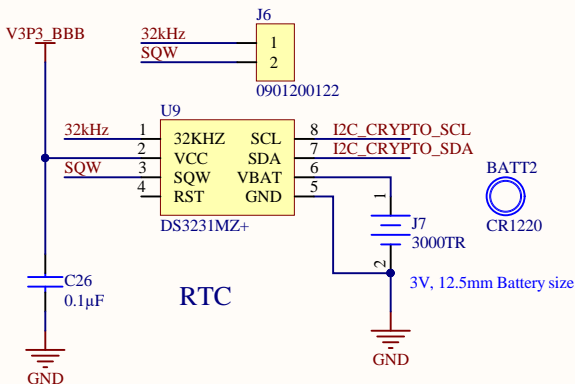 J6
V3P3_BBB
32kHz 1
SQW 2
0901200122
U9
32kHz 1 32KHZ SCL 8 I2C_CRYPTO_SCL
2 VCC SDA 7 I2C_CRYPTO_SDA
SQW 3 SQW VBAT 6
4 RST GND 5
DS3231MZ+
BATT2
CR1220
1
J7
3000TR
2
3V, 12.5mm Battery size
C26
0.1µF
RTC
GND
GND